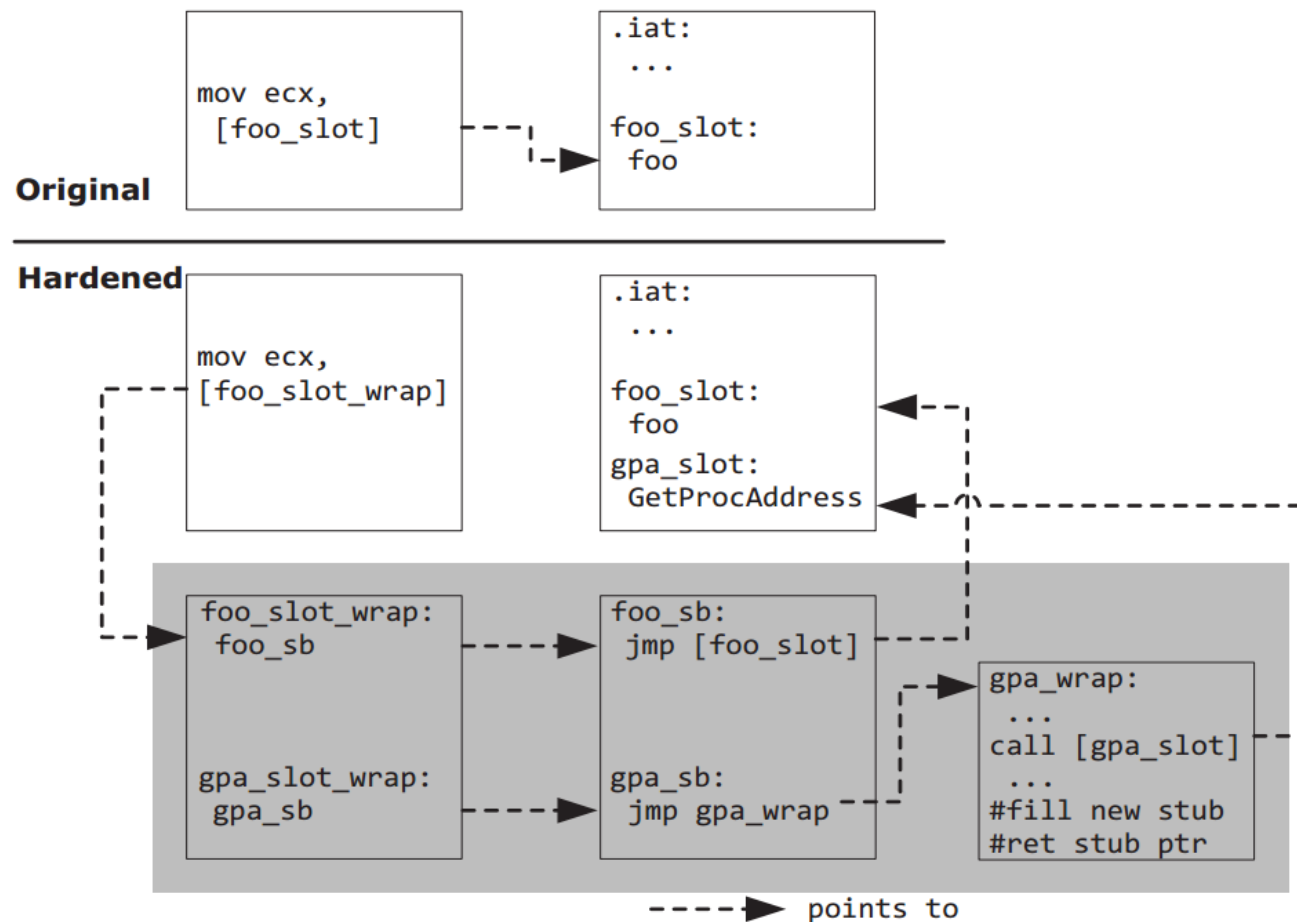 mov ecx,
[foo_slot]
.iat:
...
foo_slot:
foo
Original
Hardened
mov ecx,
[foo_slot_wrap]
.iat:
...
foo_slot:
foo
gpa_slot:
GetProcAddress
foo_slot_wrap:
foo_sb
gpa_slot_wrap:
gpa_sb
foo_sb:
jmp [foo_slot]
gpa_sb:
jmp gpa_wrap
gpa_wrap:
...
call [gpa_slot]
...
#fill new stub
#ret stub ptr
points to